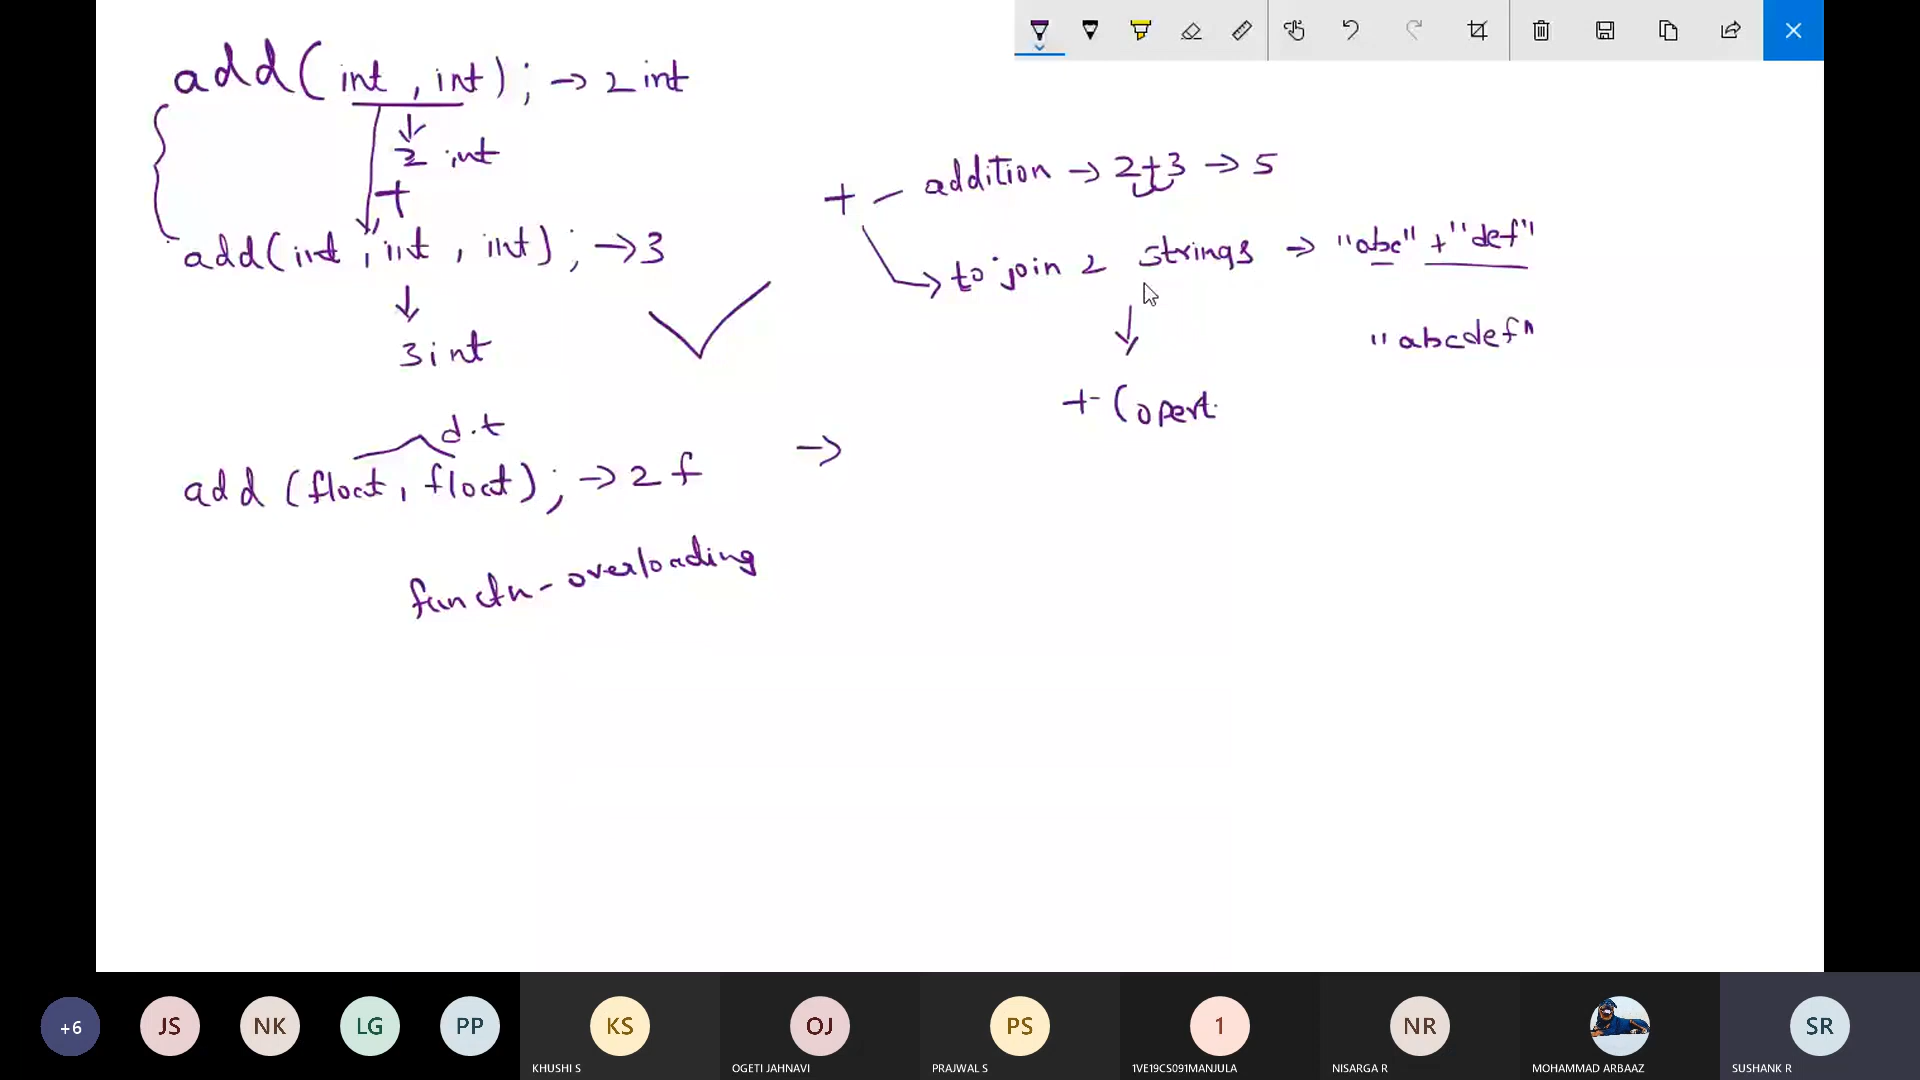 add(int, int); → 2 int
↓
2 int
+
add(int, int, int); → 3
↓
3 int
d.t
add (float, float); → 2 f →
functn - overloading
+ — addition → 2+3 → 5
→ to join 2 strings → "abc" + "def"
↓
"abcdef"
+ (opert.
+6
JS
NK
LG
PP
KS
KHUSHI S
OJ
OGETI JAHNAVI
PS
PRAJWAL S
1
1VE19CS091MANJULA
NR
NISARGA R
MOHAMMAD ARBAAZ
SR
SUSHANK R